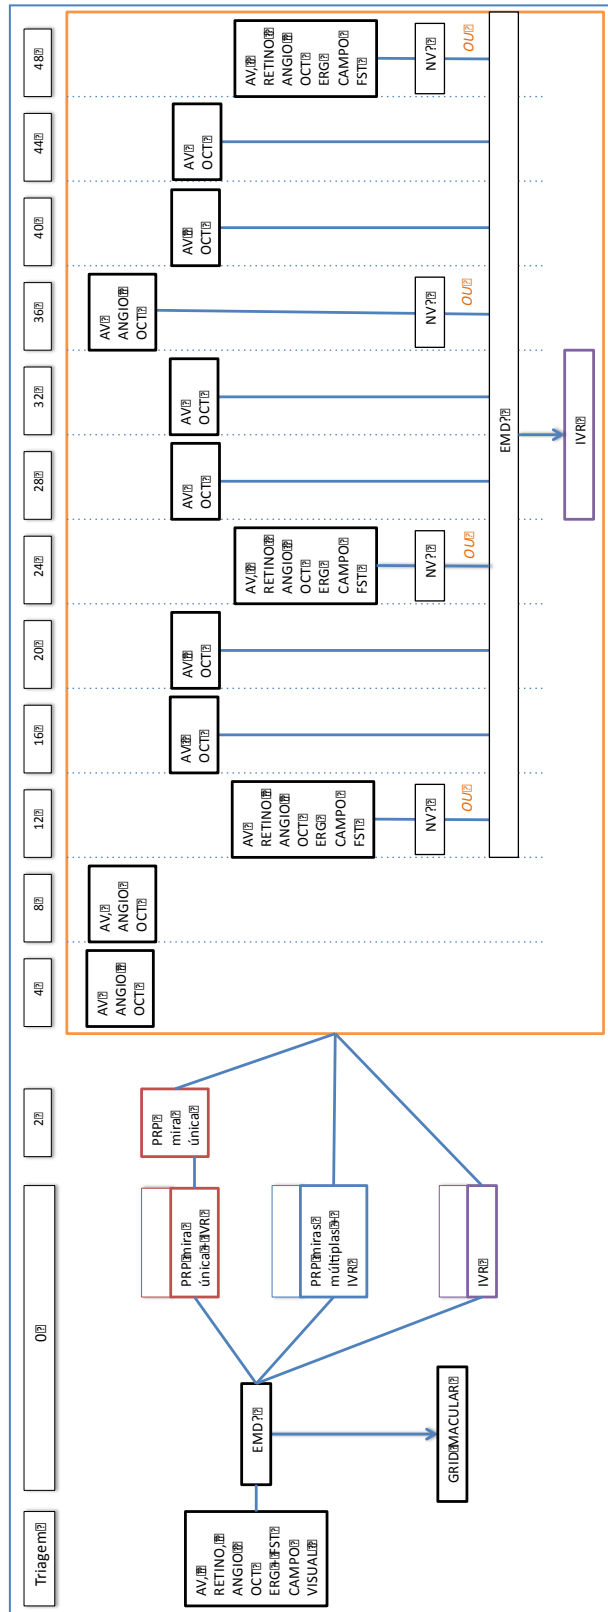 Triagem
0
2
4
8
12
16
20
24
28
32
36
40
44
48
AV,
RETINO,
ANGIO
OCT
ERG + FST
CAMPO
VISUAL
EMD?
GRID MACULAR
PRP mira
única + IVR
PRP
mira
única
PRP miras
múltiplas +
IVR
IVR
AV
ANGIO
OCT
AV,
ANGIO
OCT
AV
RETINO
ANGIO
OCT
ERG
CAMPO
FST
NV?
OU
AV
OCT
AV
OCT
AV,
RETINO
ANGIO
OCT
ERG
CAMPO
FST
NV?
OU
AV
OCT
AV
OCT
AV
ANGIO
OCT
NV?
OU
AV
OCT
AV
OCT
AV,
RETINO
ANGIO
OCT
ERG
CAMPO
FST
NV?
OU
EMD?
IVR